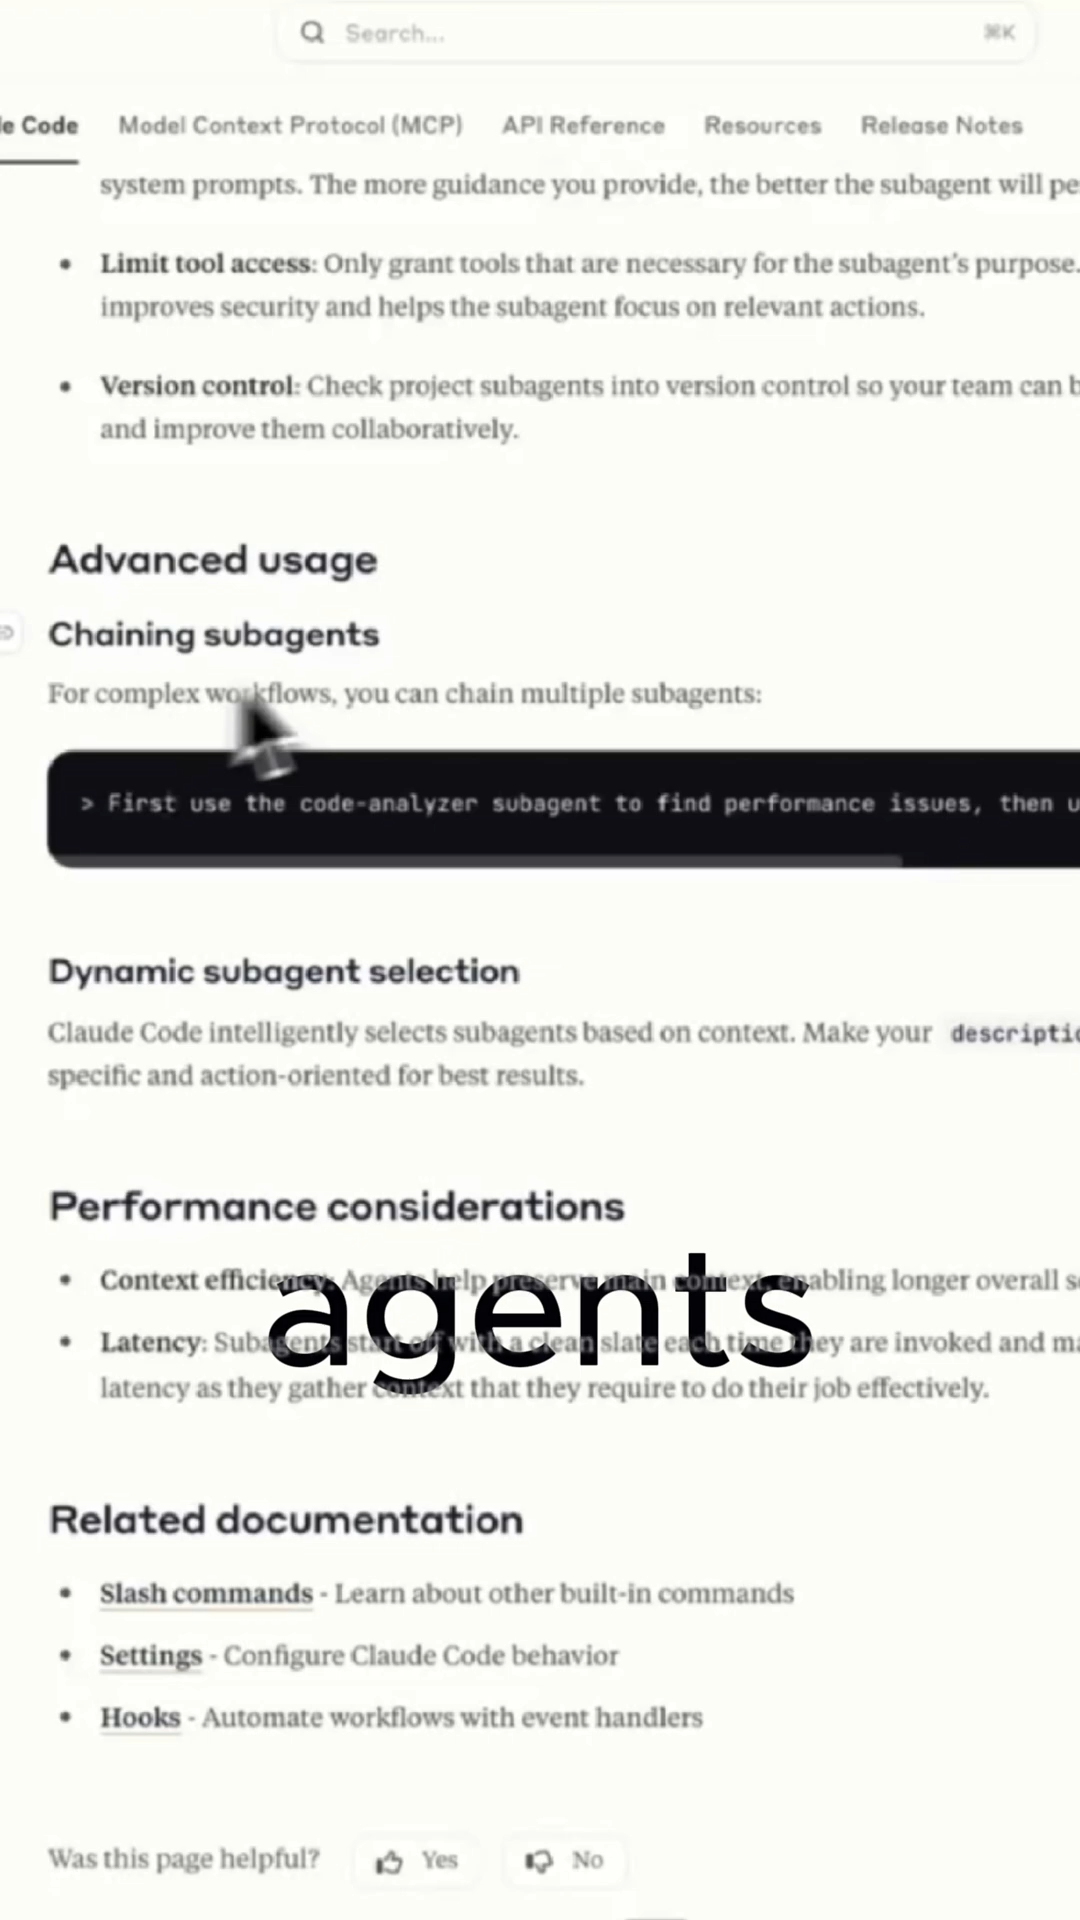 Search...
⌘K
le Code
Model Context Protocol (MCP)
API Reference
Resources
Release Notes
system prompts. The more guidance you provide, the better the subagent will pe
• Limit tool access: Only grant tools that are necessary for the subagent's purpose.
improves security and helps the subagent focus on relevant actions.
• Version control: Check project subagents into version control so your team can b
and improve them collaboratively.
Advanced usage
Chaining subagents
For complex workflows, you can chain multiple subagents:
> First use the code-analyzer subagent to find performance issues, then u
Dynamic subagent selection
Claude Code intelligently selects subagents based on context. Make your descriptio
specific and action-oriented for best results.
Performance considerations
• Context efficiency: Agents help preserve main context, enabling longer overall s
agents
• Latency: Subagents start off with a clean slate each time they are invoked and ma
latency as they gather context that they require to do their job effectively.
Related documentation
• Slash commands - Learn about other built-in commands
• Settings - Configure Claude Code behavior
• Hooks - Automate workflows with event handlers
Was this page helpful?
Yes
No